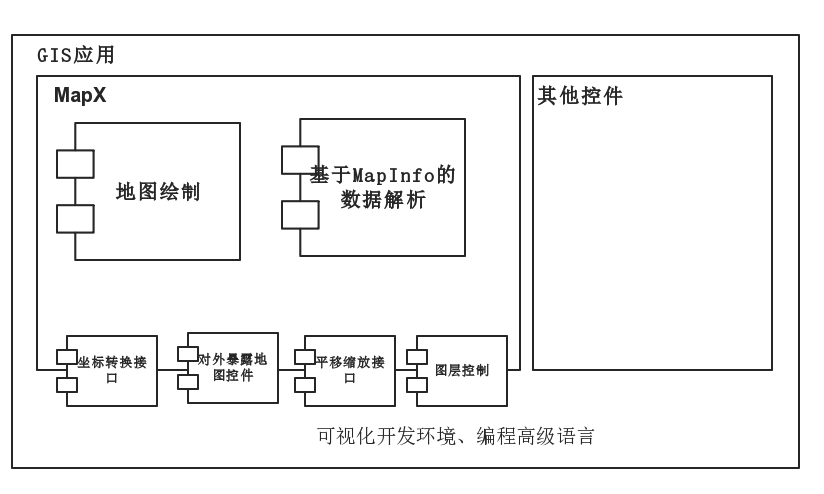 GIS应用
MapX
其他控件
地图绘制
基于MapInfo的
数据解析
坐标转换接
口
对外暴露地
图控件
平移缩放接
口
图层控制
可视化开发环境、编程高级语言